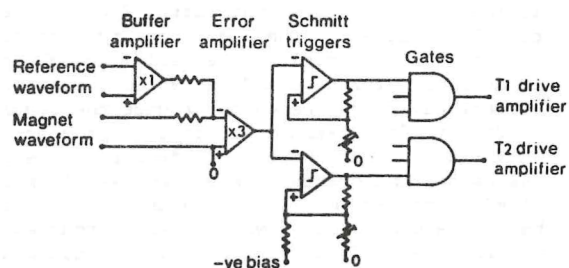 Buffer
amplifier
Error
amplifier
Schmitt
triggers
Gates
Reference
waveform
Magnet
waveform
-
x1
+
-
x3
+
0
-
+
0
-
+
-ve bias
0
T1 drive
amplifier
T2 drive
amplifier